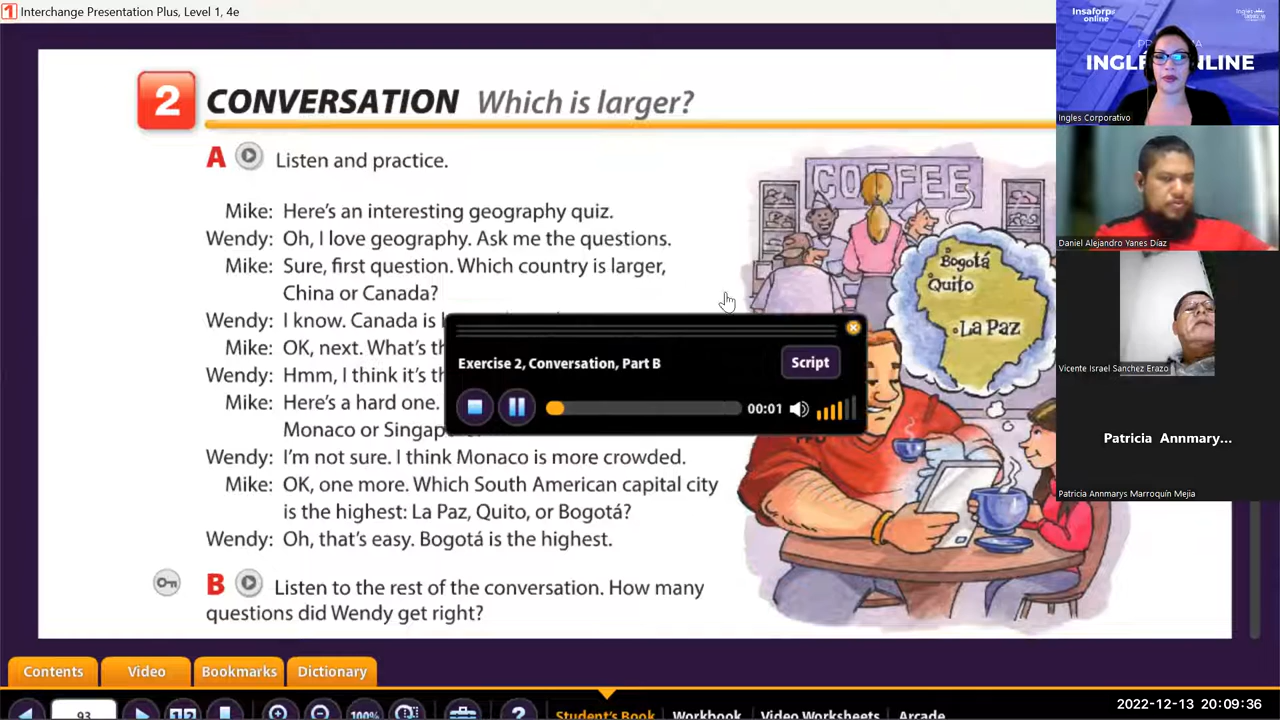 Interchange Presentation Plus, Level 1, 4e
2 CONVERSATION Which is larger?
A Listen and practice.
Mike: Here's an interesting geography quiz.
Wendy: Oh, I love geography. Ask me the questions.
Mike: Sure, first question. Which country is larger,
China or Canada?
Wendy: I know. Canada is
Mike: OK, next. What's
Wendy: Hmm, I think it's
Mike: Here's a hard one.
Monaco or
Wendy: I'm not sure. I think Monaco is more crowded.
Mike: OK, one more. Which South American capital city
is the highest: La Paz, Quito, or Bogotá?
Wendy: Oh, that's easy. Bogotá is the highest.
B Listen to the rest of the conversation. How many
questions did Wendy get right?
Exercise 2, Conversation, Part B
Script
00:01
COFFEE
Bogotá
Quito
La Paz
Insaforp
online
INGL
NLINE
Ingles Corporativo
Daniel Alejandro Yanes Díaz
Vicente Israel Sanchez Erazo
Patricia Annmary...
Patricia Annmarys Marroquín Mejia
Contents
Video
Bookmarks
Dictionary
93
100%
?
Student's Book
Workbook
Video Worksheets
Arcade
2022-12-13 20:09:36